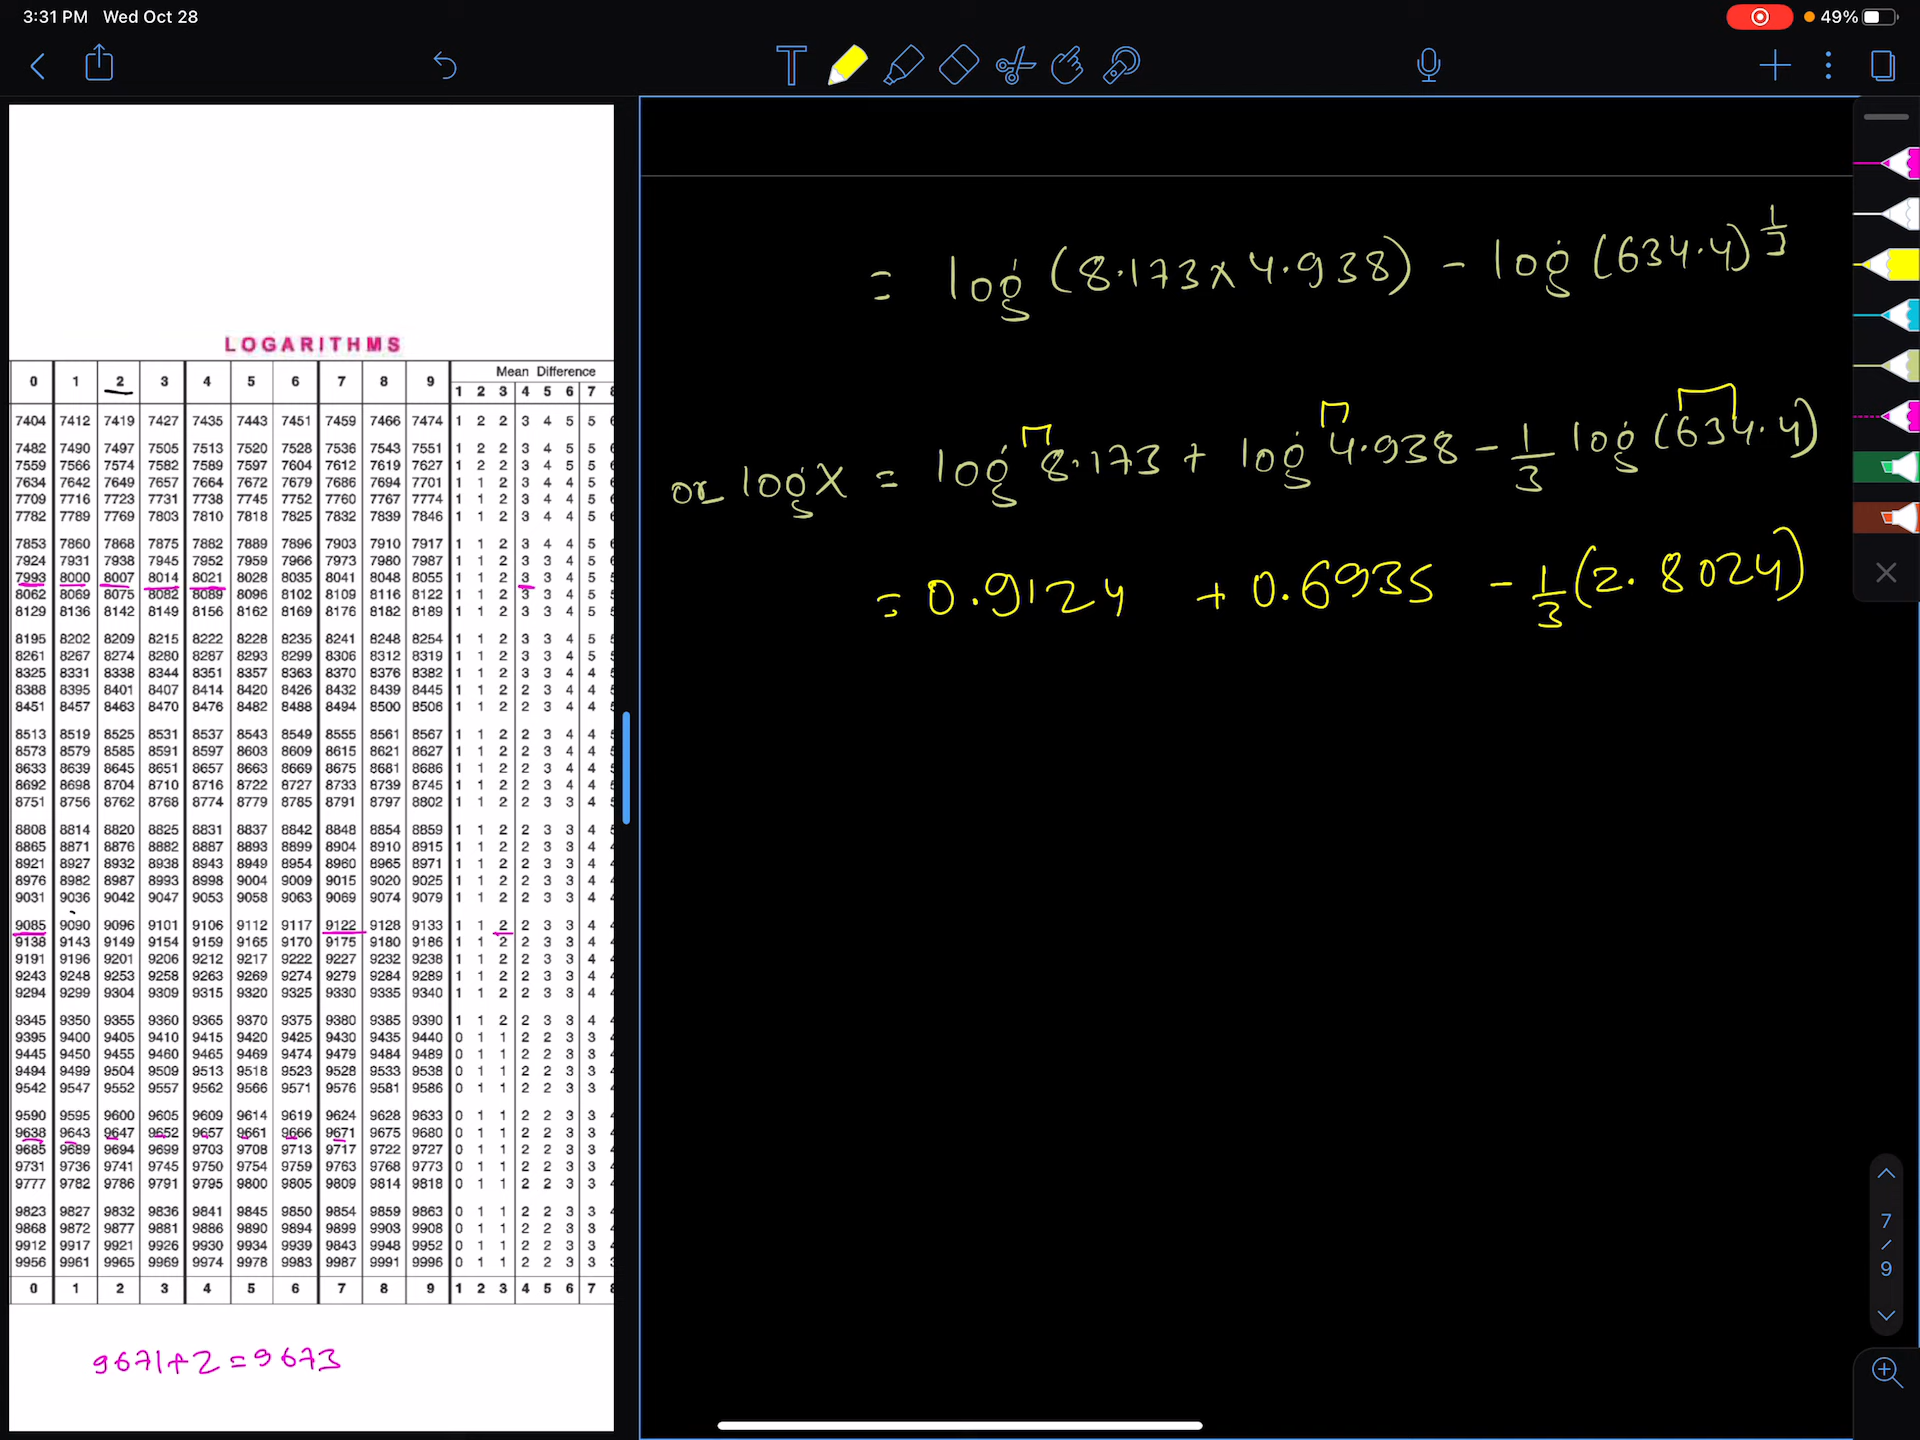 3:31 PM Wed Oct 28
49%
= log (8.173x4.938) - log (634.4)^1/3
or log x = log 8.173 + log 4.938 - 1/3 log (634.4)
= 0.9124 + 0.6935 - 1/3 (2.8024)
LOGARITHMS
Mean Difference
0 1 2 3 4 5 6 7 8 9 1 2 3 4 5 6 7 8
7404 7412 7419 7427 7435 7443 7451 7459 7466 7474 1 2 2 3 4 5 5 6
7482 7490 7497 7505 7513 7520 7528 7536 7543 7551 1 2 2 3 4 5 5
7559 7566 7574 7582 7589 7597 7604 7612 7619 7627 1 2 2 3 4 5 5
7634 7642 7649 7657 7664 7672 7679 7686 7694 7701 1 1 2 3 4 4 5
7709 7716 7723 7731 7738 7745 7752 7760 7767 7774 1 1 2 3 4 4 5
7782 7789 7769 7803 7810 7818 7825 7832 7839 7846 1 1 2 3 4 4 5
7853 7860 7868 7875 7882 7889 7896 7903 7910 7917 1 1 2 3 4 4 5
7924 7931 7938 7945 7952 7959 7966 7973 7980 7987 1 1 2 3 3 4 5
7993 8000 8007 8014 8021 8028 8035 8041 8048 8055 1 1 2 3 3 4 5
8062 8069 8075 8082 8089 8096 8102 8109 8116 8122 1 1 2 3 3 4 5
8129 8136 8142 8149 8156 8162 8169 8176 8182 8189 1 1 2 3 3 4 5
8195 8202 8209 8215 8222 8228 8235 8241 8248 8254 1 1 2 3 3 4 5
8261 8267 8274 8280 8287 8293 8299 8306 8312 8319 1 1 2 3 3 4 5
8325 8331 8338 8344 8351 8357 8363 8370 8376 8382 1 1 2 3 3 4 4
8388 8395 8401 8407 8414 8420 8426 8432 8439 8445 1 1 2 2 3 4 4
8451 8457 8463 8470 8476 8482 8488 8494 8500 8506 1 1 2 2 3 4 4
8513 8519 8525 8531 8537 8543 8549 8555 8561 8567 1 1 2 2 3 4 4
8573 8579 8585 8591 8597 8603 8609 8615 8621 8627 1 1 2 2 3 4 4
8633 8639 8645 8651 8657 8663 8669 8675 8681 8686 1 1 2 2 3 4 4
8692 8698 8704 8710 8716 8722 8727 8733 8739 8745 1 1 2 2 3 4 4
8751 8756 8762 8768 8774 8779 8785 8791 8797 8802 1 1 2 2 3 3 4
8808 8814 8820 8825 8831 8837 8842 8848 8854 8859 1 1 2 2 3 3 4
8865 8871 8876 8882 8887 8893 8899 8904 8910 8915 1 1 2 2 3 3 4
8921 8927 8932 8938 8943 8949 8954 8960 8965 8971 1 1 2 2 3 3 4
8976 8982 8987 8993 8998 9004 9009 9015 9020 9025 1 1 2 2 3 3 4
9031 9036 9042 9047 9053 9058 9063 9069 9074 9079 1 1 2 2 3 3 4
9085 9090 9096 9101 9106 9112 9117 9122 9128 9133 1 1 2 2 3 3 4
9138 9143 9149 9154 9159 9165 9170 9175 9180 9186 1 1 2 2 3 3 4
9191 9196 9201 9206 9212 9217 9222 9227 9232 9238 1 1 2 2 3 3 4
9243 9248 9253 9258 9263 9269 9274 9279 9284 9289 1 1 2 2 3 3 4
9294 9299 9304 9309 9315 9320 9325 9330 9335 9340 1 1 2 2 3 3 4
9345 9350 9355 9360 9365 9370 9375 9380 9385 9390 1 1 2 2 3 3 4
9395 9400 9405 9410 9415 9420 9425 9430 9435 9440 0 1 1 2 2 3 3
9445 9450 9455 9460 9465 9469 9474 9479 9484 9489 0 1 1 2 2 3 3
9494 9499 9504 9509 9513 9518 9523 9528 9533 9538 0 1 1 2 2 3 3
9542 9547 9552 9557 9562 9566 9571 9576 9581 9586 0 1 1 2 2 3 3
9590 9595 9600 9605 9609 9614 9619 9624 9628 9633 0 1 1 2 2 3 3
9638 9643 9647 9652 9657 9661 9666 9671 9675 9680 0 1 1 2 2 3 3
9685 9689 9694 9699 9703 9708 9713 9717 9722 9727 0 1 1 2 2 3 3
9731 9736 9741 9745 9750 9754 9759 9763 9768 9773 0 1 1 2 2 3 3
9777 9782 9786 9791 9795 9800 9805 9809 9814 9818 0 1 1 2 2 3 3
9823 9827 9832 9836 9841 9845 9850 9854 9859 9863 0 1 1 2 2 3 3
9868 9872 9877 9881 9886 9890 9894 9899 9903 9908 0 1 1 2 2 3 3
9912 9917 9921 9926 9930 9934 9939 9843 9948 9952 0 1 1 2 2 3 3
9956 9961 9965 9969 9974 9978 9983 9987 9991 9996 0 1 1 2 2 3 3
0 1 2 3 4 5 6 7 8 9 1 2 3 4 5 6 7 8
9671+2=9673
7
/
9